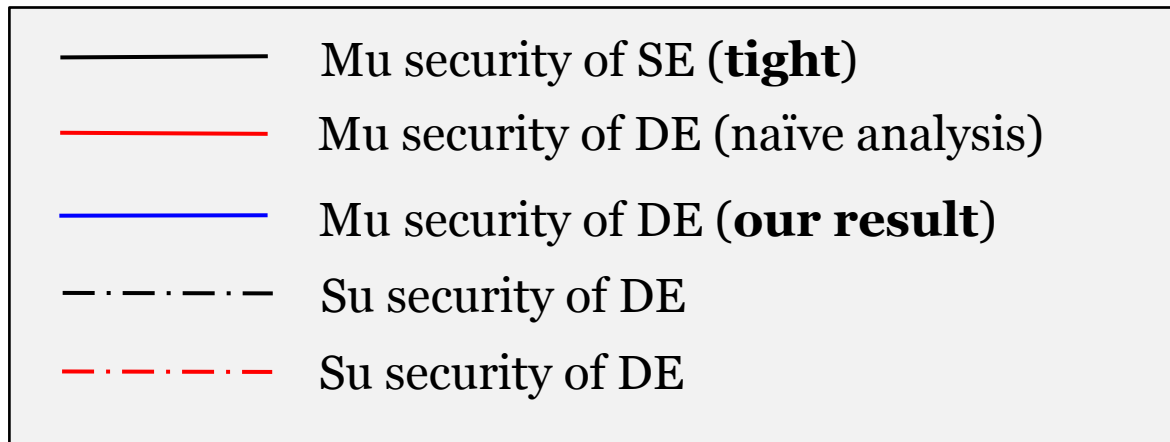 Mu security of SE (tight)
Mu security of DE (naïve analysis)
Mu security of DE (our result)
Su security of DE
Su security of DE